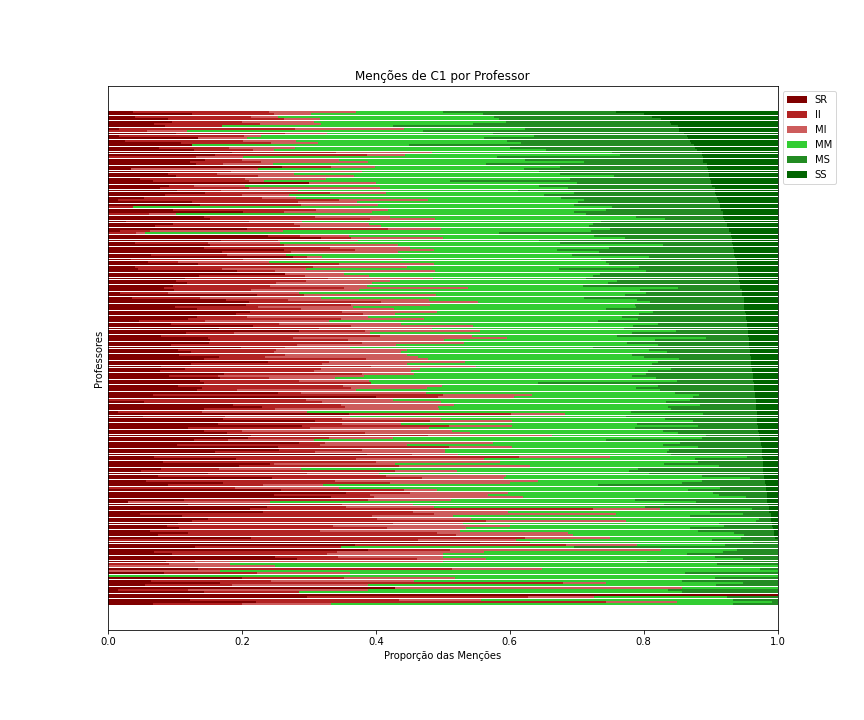 Menções de C1 por Professor
SR
II
MI
MM
MS
SS
Professores
0.0 0.2 0.4 0.6 0.8 1.0
Proporção das Menções